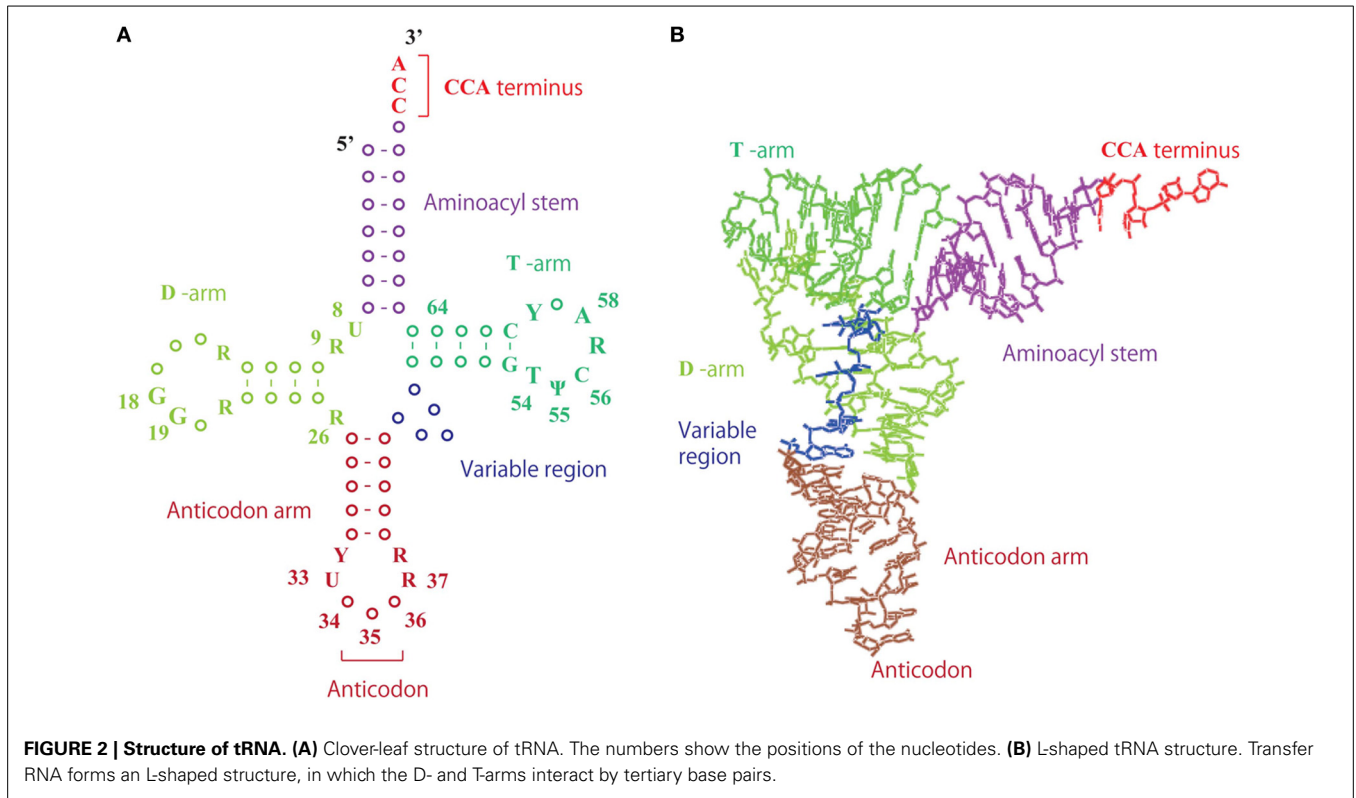 A
3'
A
C
C
CCA terminus
5'
Aminoacyl stem
T-arm
64
C
Y
A
58
R
C
56
Ψ
55
T
54
G
D-arm
8
U
9
R
R
18
G
19
G
R
R
26
Variable region
Anticodon arm
Y
R
33
U
R
37
34
35
36
Anticodon
B
T-arm
CCA terminus
Aminoacyl stem
D-arm
Variable
region
Anticodon arm
Anticodon
FIGURE 2 | Structure of tRNA. (A) Clover-leaf structure of tRNA. The numbers show the positions of the nucleotides. (B) L-shaped tRNA structure. Transfer
RNA forms an L-shaped structure, in which the D- and T-arms interact by tertiary base pairs.